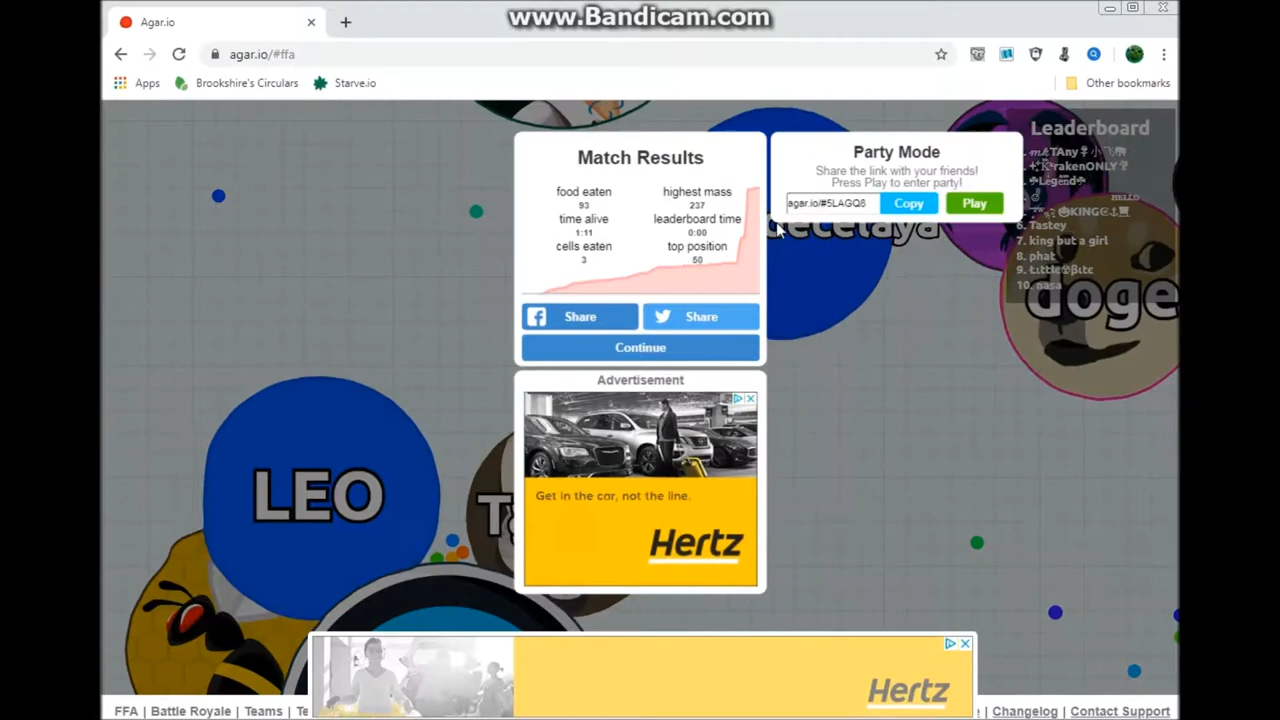 www.Bandicam.com
Agar.io
agar.io/#ffa
Apps
Brookshire's Circulars
Starve.io
Other bookmarks
Match Results
food eaten
93
highest mass
237
time alive
1:11
leaderboard time
0:00
cells eaten
3
top position
50
Share
Share
Continue
Party Mode
Share the link with your friends!
Press Play to enter party!
agar.io/#5LAGQ8
Copy
Play
Leaderboard
6. Tastey
7. king but a girl
8. phat
10. nasa
doge
LEO
Advertisement
Get in the car, not the line.
Hertz
Hertz
FFA | Battle Royale | Teams | Te
| Changelog | Contact Support